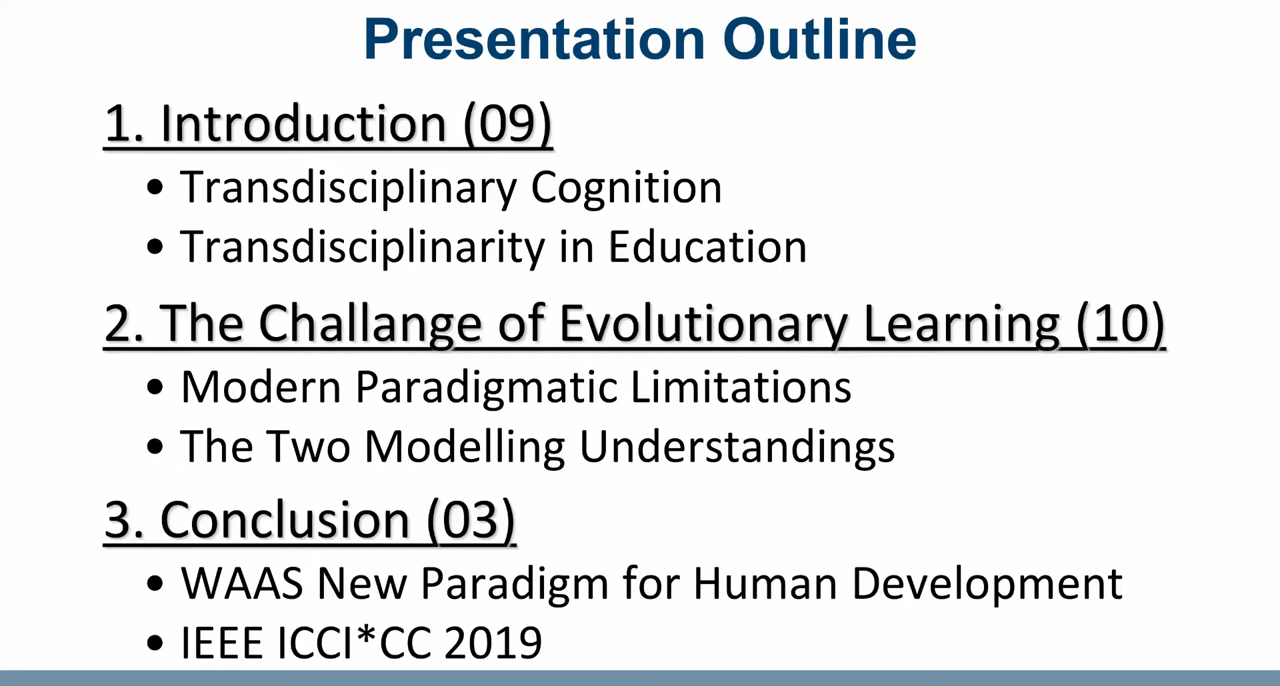 Presentation Outline
1. Introduction (09)
• Transdisciplinary Cognition
• Transdisciplinarity in Education
2. The Challange of Evolutionary Learning (10)
• Modern Paradigmatic Limitations
• The Two Modelling Understandings
3. Conclusion (03)
• WAAS New Paradigm for Human Development
• IEEE ICCI*CC 2019